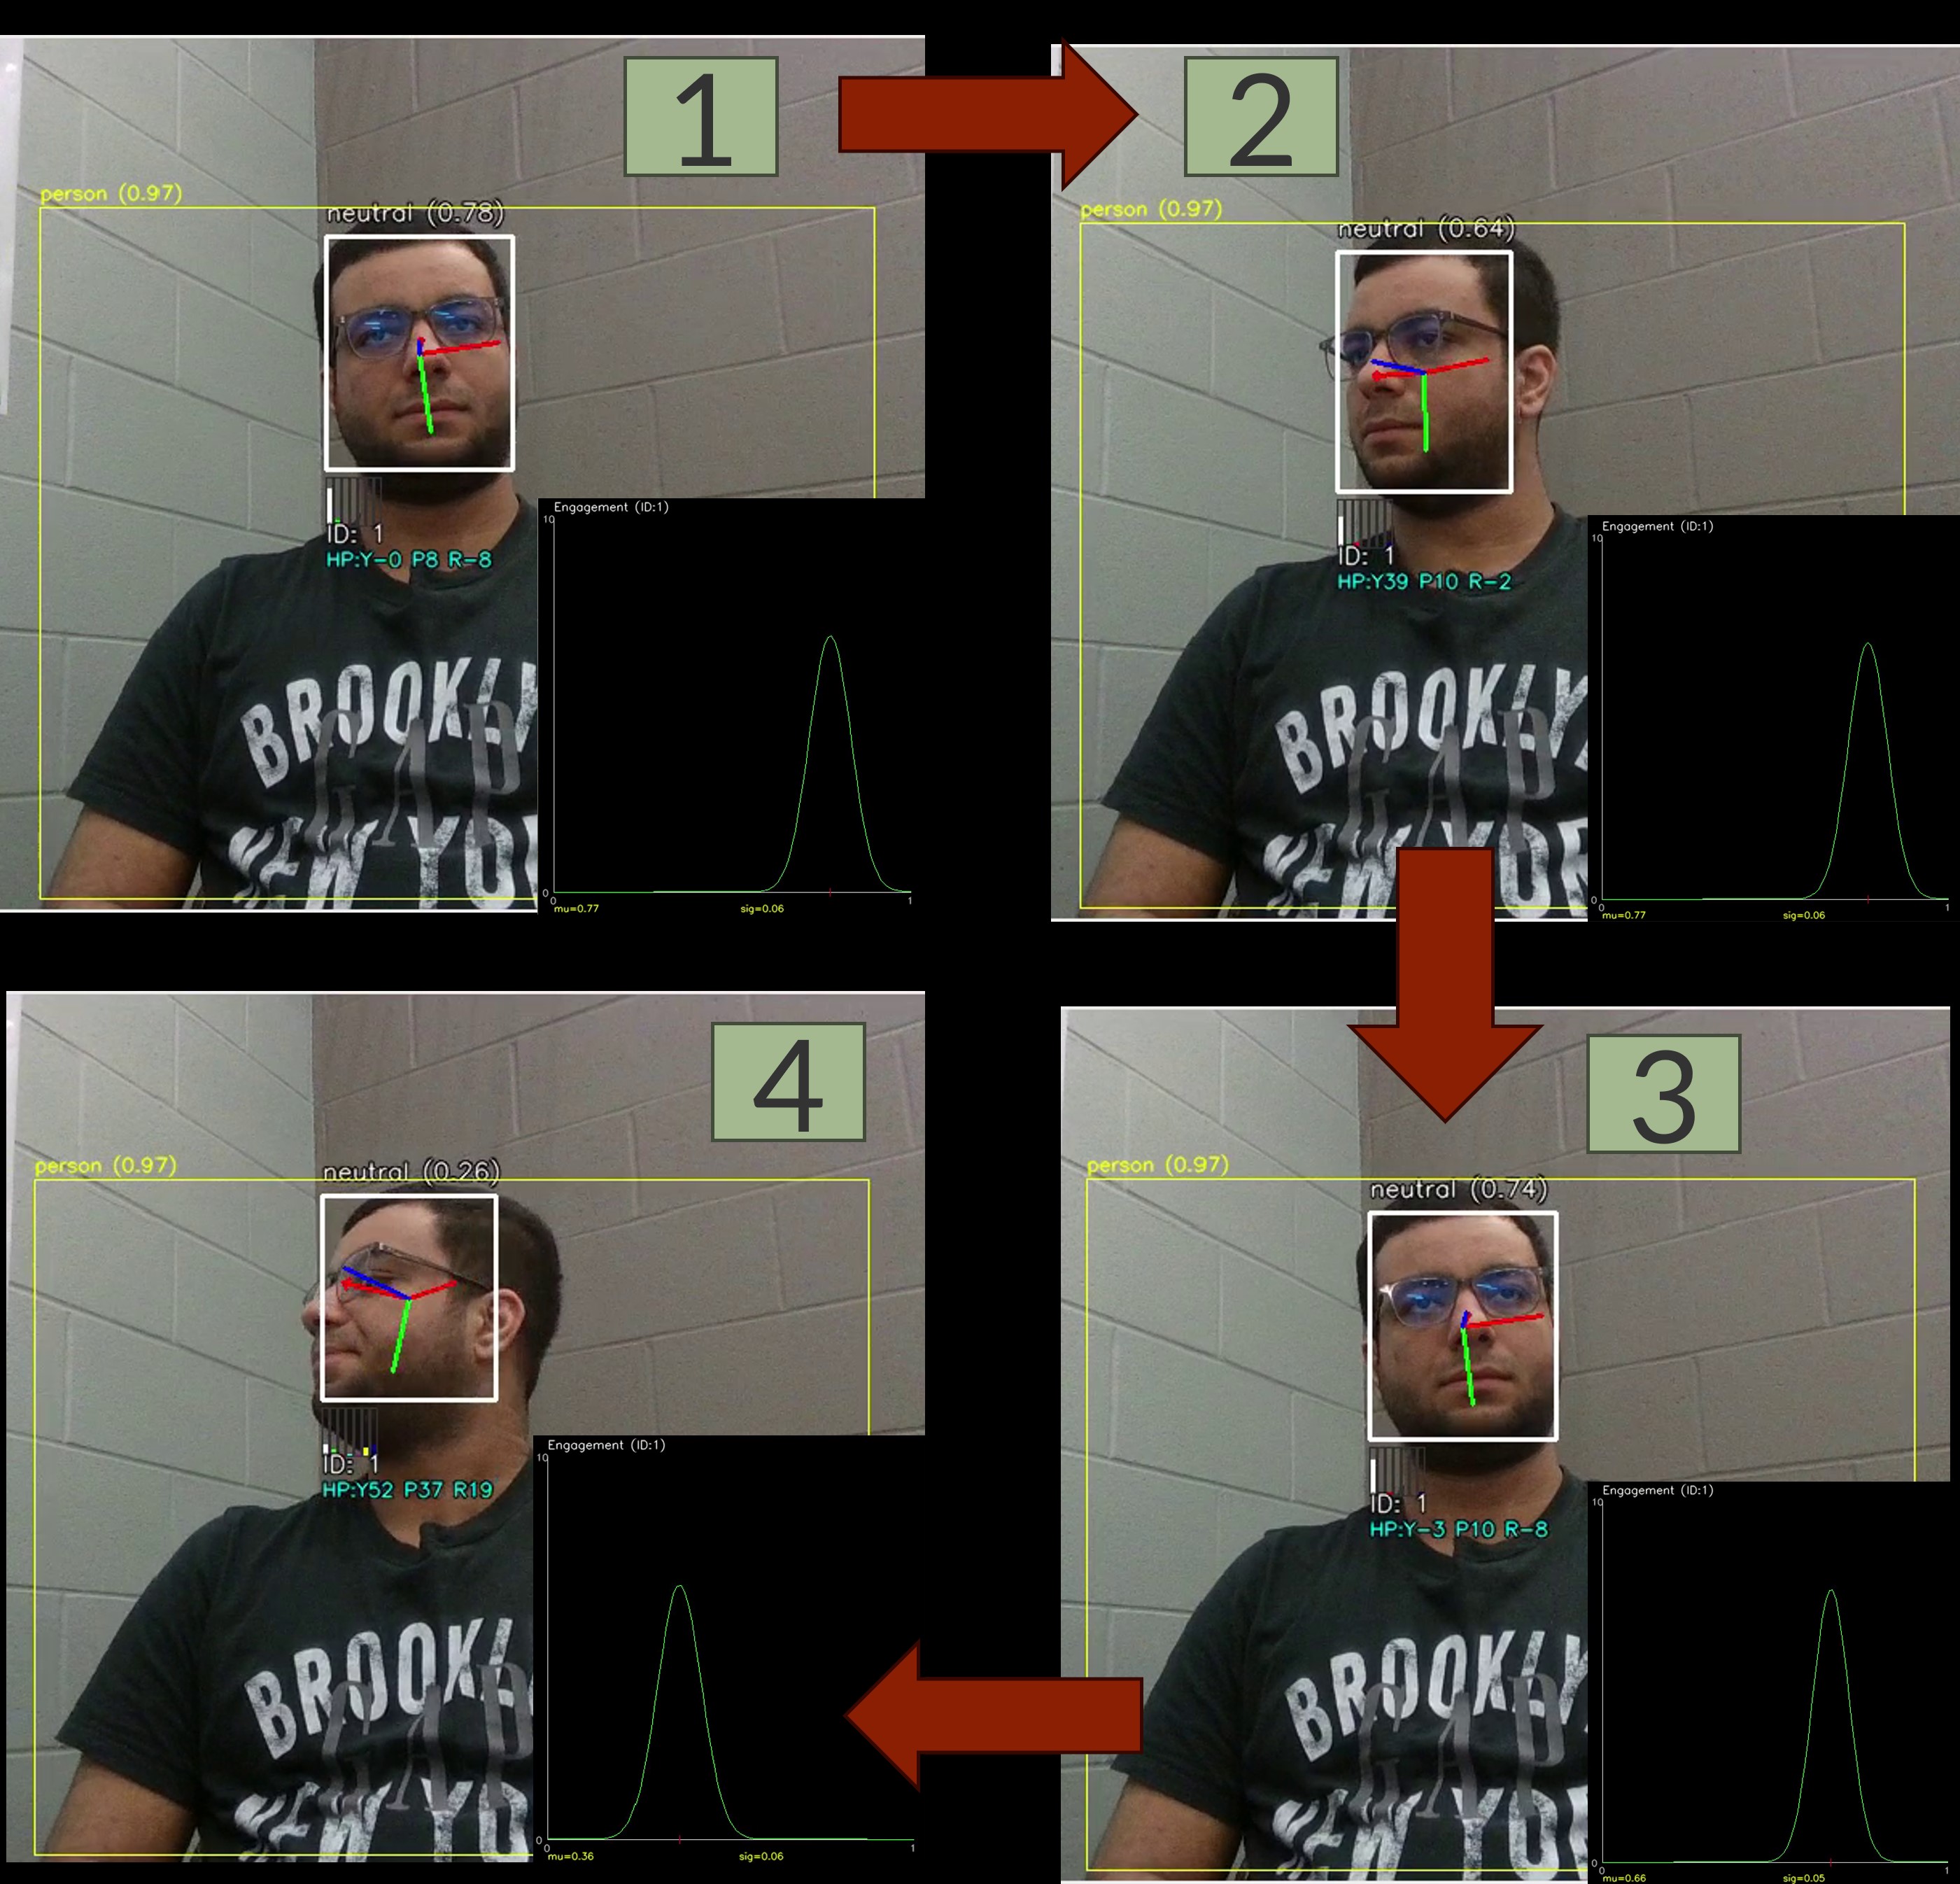 1
person (0.97)
neutral (0.78)
ID: 1
HP:Y-0 P8 R-8
BROOKLY
GAP
NEW YOR
Engagement (ID:1)
10
0
0
1
mu=0.77
sig=0.06
2
person (0.97)
neutral (0.64)
ID: 1
HP:Y39 P10 R-2
BROOKLY
GAP
NEW YOR
Engagement (ID:1)
10
0
0
1
mu=0.77
sig=0.06
3
person (0.97)
neutral (0.74)
ID: 1
HP:Y-3 P10 R-8
BROOKLY
GAP
NEW YOR
Engagement (ID:1)
10
0
0
1
mu=0.66
sig=0.05
4
person (0.97)
neutral (0.26)
ID: 1
HP:Y52 P37 R19
BROOKL
GAP
NEW YO
Engagement (ID:1)
10
0
0
1
mu=0.36
sig=0.06